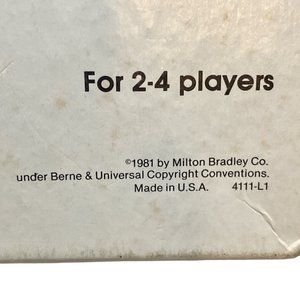 For 2-4 players
©1981 by Milton Bradley Co.
under Berne & Universal Copyright Conventions.
Made in U.S.A. 4111-L1